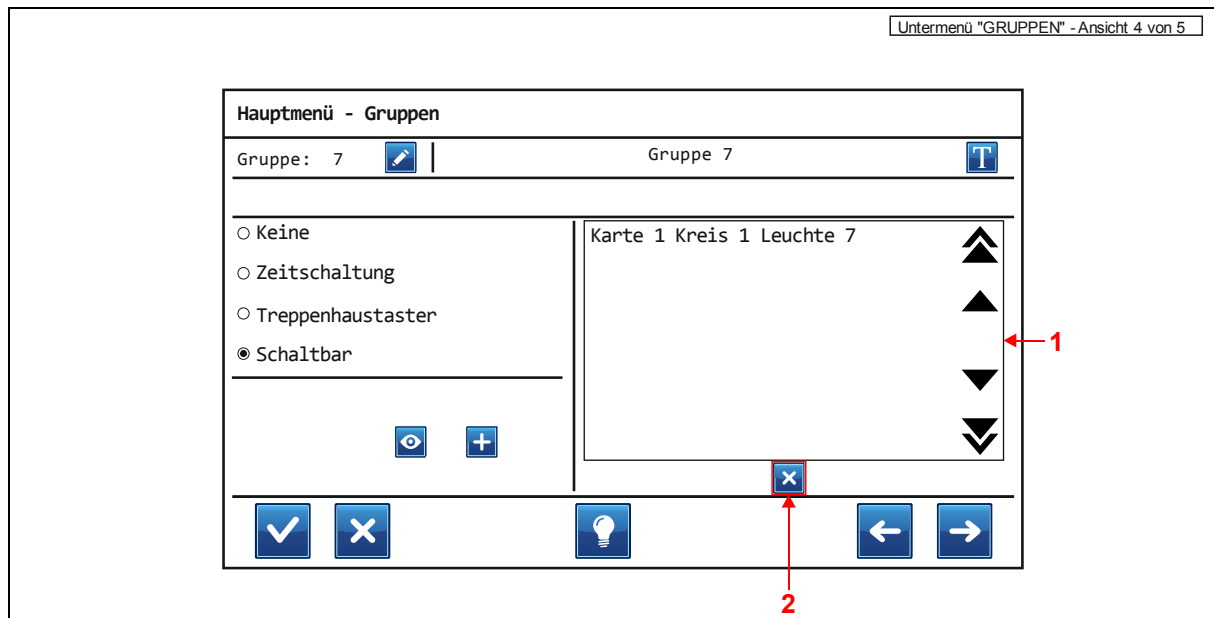 Untermenü "GRUPPEN" - Ansicht 4 von 5
Hauptmenü - Gruppen
Gruppe: 7
Gruppe 7
T
Keine
Zeitschaltung
Treppenhaustaster
Schaltbar
Karte 1 Kreis 1 Leuchte 7
1
2